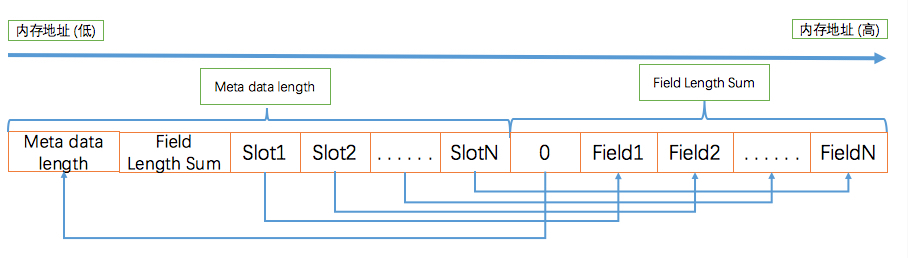 内存地址 (低)
内存地址 (高)
Meta data length
Field Length Sum
Meta data
length
Field
Length Sum
Slot1
Slot2
......
SlotN
0
Field1
Field2
......
FieldN